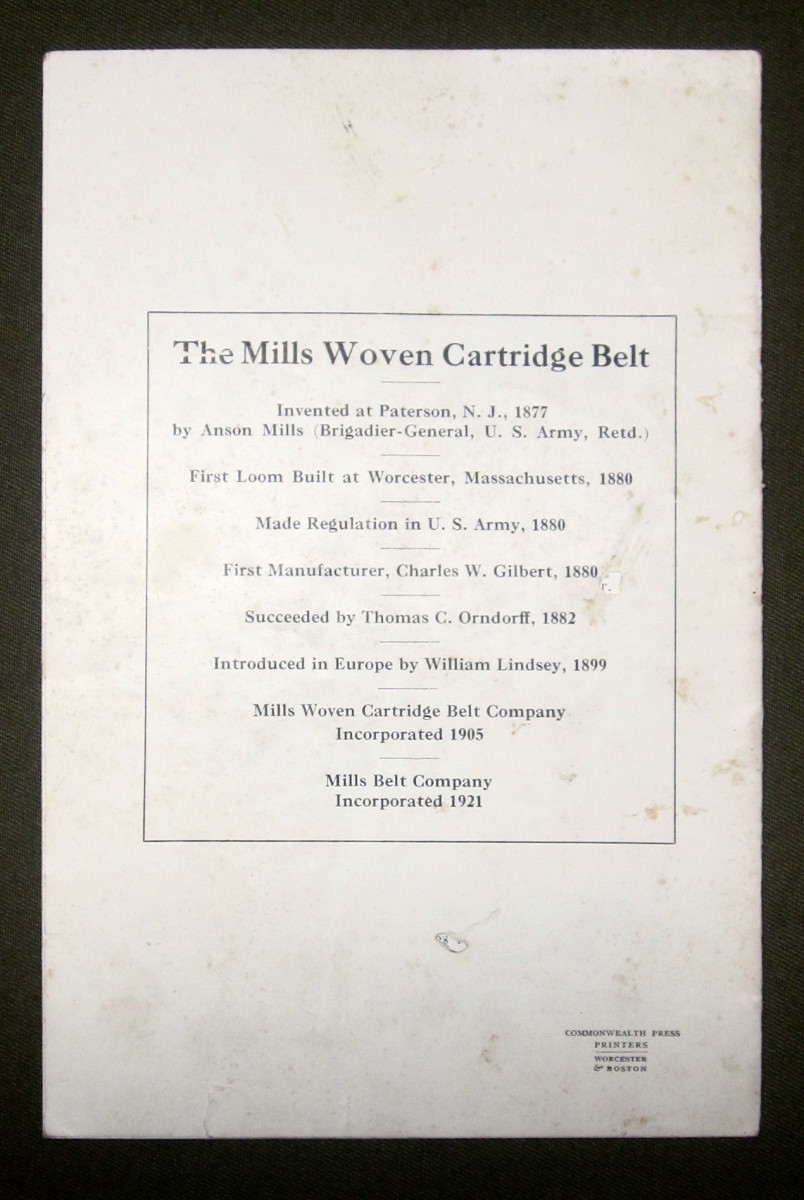 The Mills Woven Cartridge Belt
Invented at Paterson, N. J., 1877
by Anson Mills (Brigadier-General, U. S. Army, Retd.)
First Loom Built at Worcester, Massachusetts, 1880
Made Regulation in U. S. Army, 1880
First Manufacturer, Charles W. Gilbert, 1880
r.
Succeeded by Thomas C. Orndorff, 1882
Introduced in Europe by William Lindsey, 1899
Mills Woven Cartridge Belt Company
Incorporated 1905
Mills Belt Company
Incorporated 1921
COMMONWEALTH PRESS
PRINTERS
WORCESTER
& BOSTON